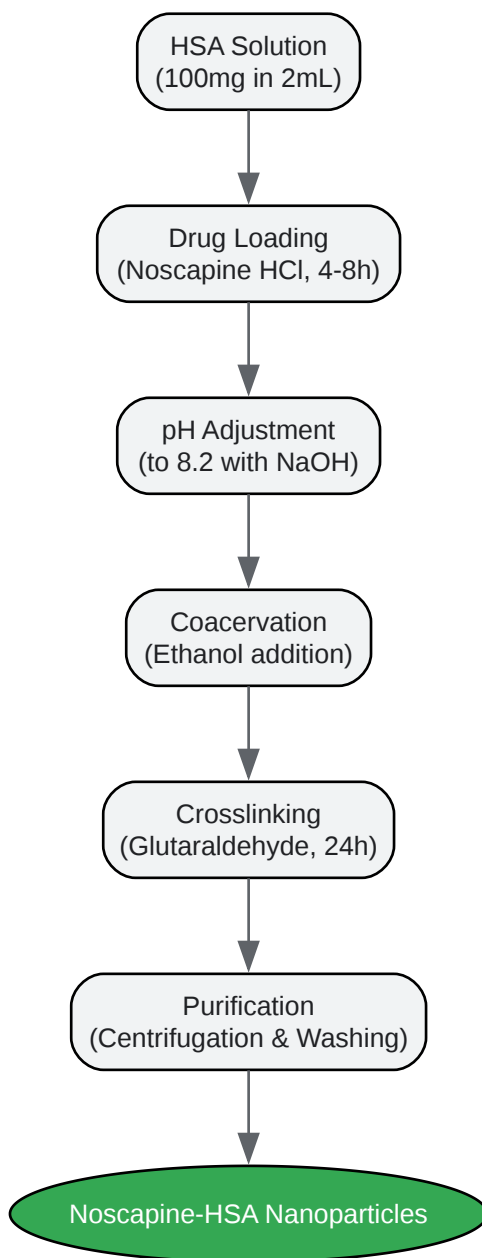 HSA Solution
(100mg in 2mL)
Drug Loading
(Noscapine HCl, 4-8h)
pH Adjustment
(to 8.2 with NaOH)
Coacervation
(Ethanol addition)
Crosslinking
(Glutaraldehyde, 24h)
Purification
(Centrifugation & Washing)
Noscapine-HSA Nanoparticles